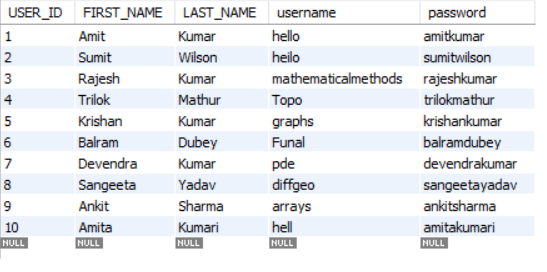 USER_ID FIRST_NAME LAST_NAME username password
1 Amit Kumar hello amitkumar
2 Sumit Wilson heilo sumitwilson
3 Rajesh Kumar mathematicalmethods rajeshkumar
4 Trilok Mathur Topo trilokmathur
5 Krishan Kumar graphs krishankumar
6 Balram Dubey Funal balramdubey
7 Devendra Kumar pde devendrakumar
8 Sangeeta Yadav diffgeo sangeetayadav
9 Ankit Sharma arrays ankitsharma
10 Amita Kumari hell amitakumari
NULL NULL NULL NULL NULL